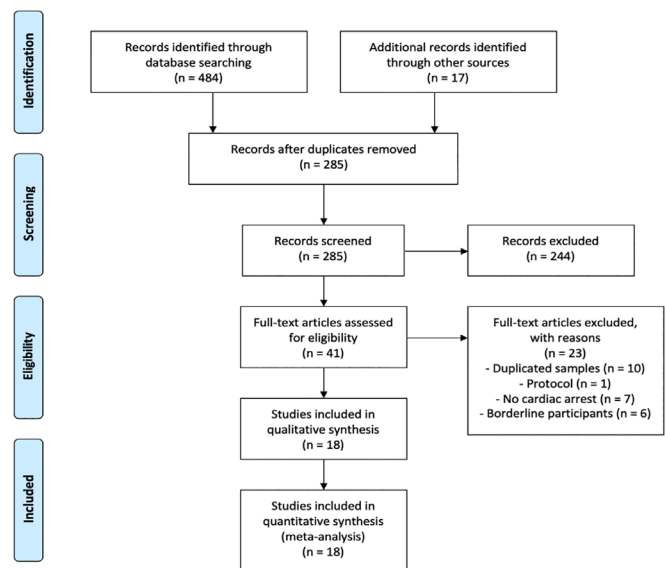 Identification
Records identified through
database searching
(n = 484)
Additional records identified
through other sources
(n = 17)
Records after duplicates removed
(n = 285)
Screening
Records screened
(n = 285)
Records excluded
(n = 244)
Eligibility
Full-text articles assessed
for eligibility
(n = 41)
Full-text articles excluded,
with reasons
(n = 23)
- Duplicated samples (n = 10)
- Protocol (n = 1)
- No cardiac arrest (n = 7)
- Borderline participants (n = 6)
Studies included in
qualitative synthesis
(n = 18)
Included
Studies included in
quantitative synthesis
(meta-analysis)
(n = 18)